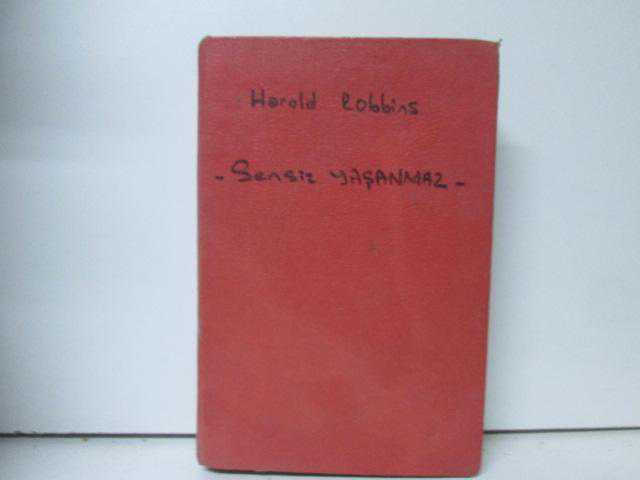 Harold Robbins
- Sensiz YAŞANMAZ -